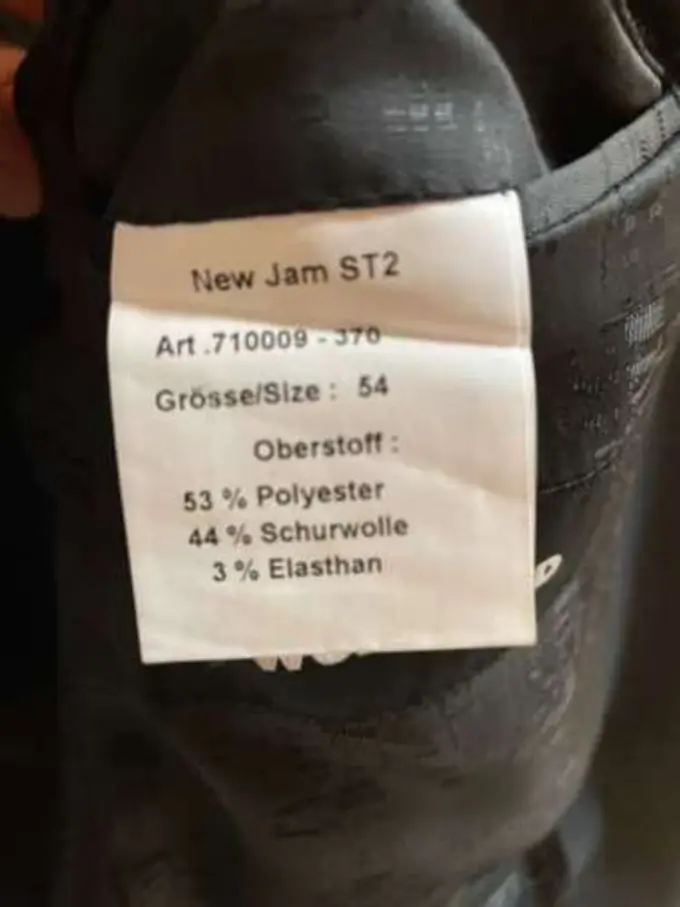 New Jam ST2
Art .710009 - 370
Grösse/Size : 54
Oberstoff :
53 % Polyester
44 % Schurwolle
3 % Elasthan